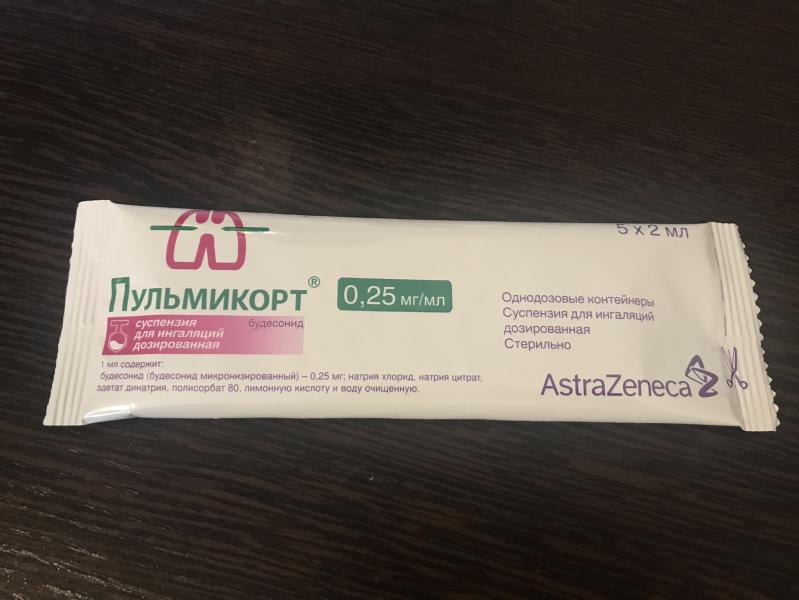 5 х 2 мл
Пульмикорт®
0,25 мг/мл
суспензия
для ингаляций
дозированная
будесонид
1 мл содержит:
будесонид (будесонид микронизированный) – 0,25 мг; натрия хлорид, натрия цитрат,
эдетат динатрия, полисорбат 80, лимонную кислоту и воду очищенную.
Однодозовые контейнеры
Суспензия для ингаляций
дозированная
Стерильно
AstraZeneca